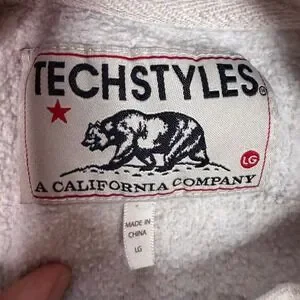 TECHSTYLES®
LG
A CALIFORNIA COMPANY
MADE IN
CHINA
LG